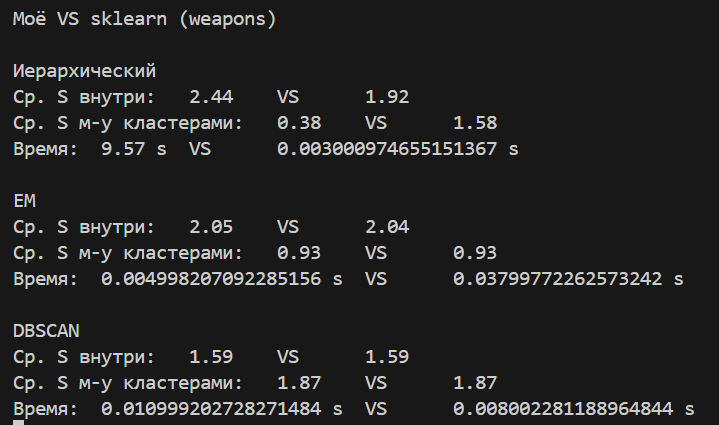 Моё VS sklearn (weapons)
Иерархический
Ср. S внутри: 2.44 VS 1.92
Ср. S м-у кластерами: 0.38 VS 1.58
Время: 9.57 s VS 0.003000974655151367 s
EM
Ср. S внутри: 2.05 VS 2.04
Ср. S м-у кластерами: 0.93 VS 0.93
Время: 0.004998207092285156 s VS 0.03799772262573242 s
DBSCAN
Ср. S внутри: 1.59 VS 1.59
Ср. S м-у кластерами: 1.87 VS 1.87
Время: 0.010999202728271484 s VS 0.008002281188964844 s